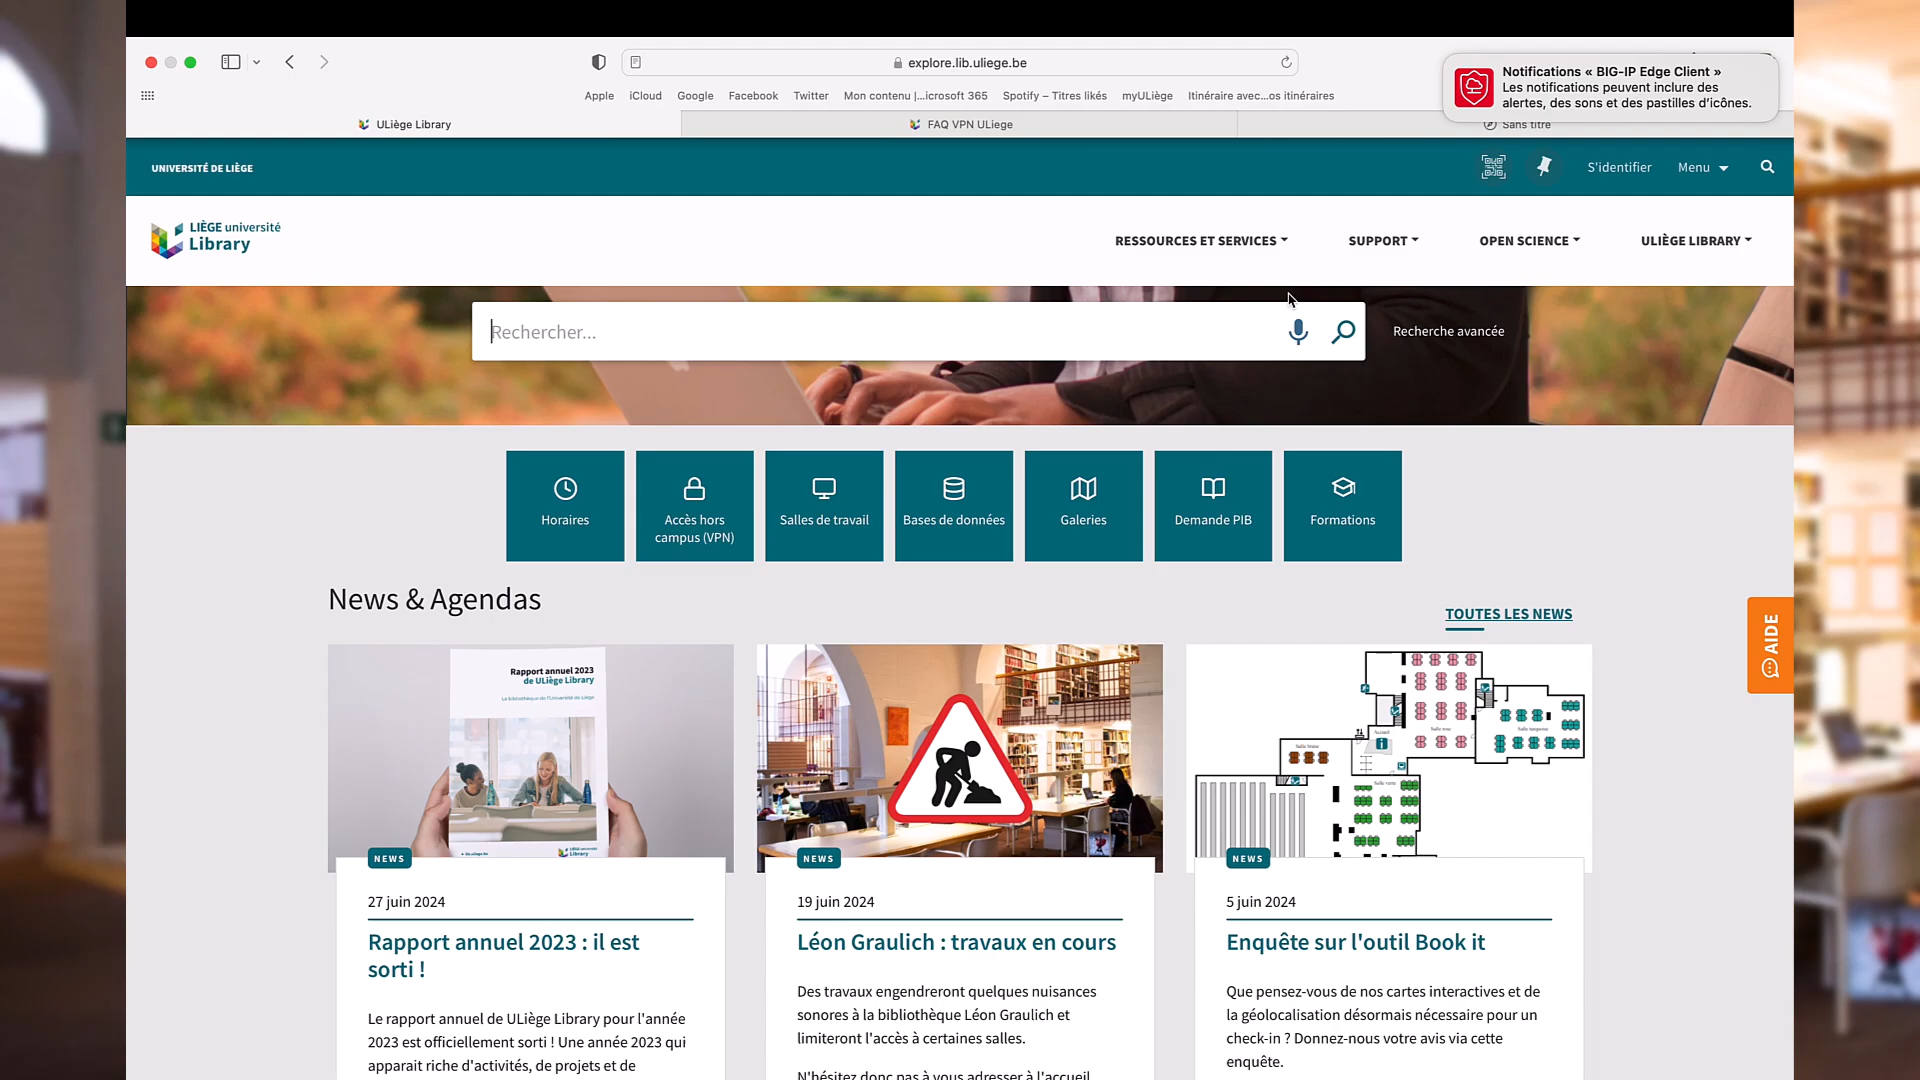 explore.lib.uliege.be
Notifications « BIG-IP Edge Client »
Les notifications peuvent inclure des
alertes, des sons et des pastilles d'icônes.
Apple iCloud Google Facebook Twitter Mon contenu |...icrosoft 365 Spotify – Titres likés myULiège Itinéraire avec...os itinéraires
ULiège Library FAQ VPN ULiege Sans titre
UNIVERSITÉ DE LIÈGE S'identifier Menu
LIÈGE université
Library
RESSOURCES ET SERVICES SUPPORT OPEN SCIENCE ULIÈGE LIBRARY
Rechercher... Recherche avancée
Horaires
Accès hors
campus (VPN)
Salles de travail
Bases de données
Galeries
Demande PIB
Formations
News & Agendas
TOUTES LES NEWS
AIDE
Rapport annuel 2023
de ULiège Library
NEWS
27 juin 2024
Rapport annuel 2023 : il est
sorti !
Le rapport annuel de ULiège Library pour l'année
2023 est officiellement sorti ! Une année 2023 qui
apparait riche d'activités, de projets et de
NEWS
19 juin 2024
Léon Graulich : travaux en cours
Des travaux engendreront quelques nuisances
sonores à la bibliothèque Léon Graulich et
limiteront l'accès à certaines salles.
N'hésitez donc pas à vous adresser à l'accueil
NEWS
5 juin 2024
Enquête sur l'outil Book it
Que pensez-vous de nos cartes interactives et de
la géolocalisation désormais nécessaire pour un
check-in ? Donnez-nous votre avis via cette
enquête.